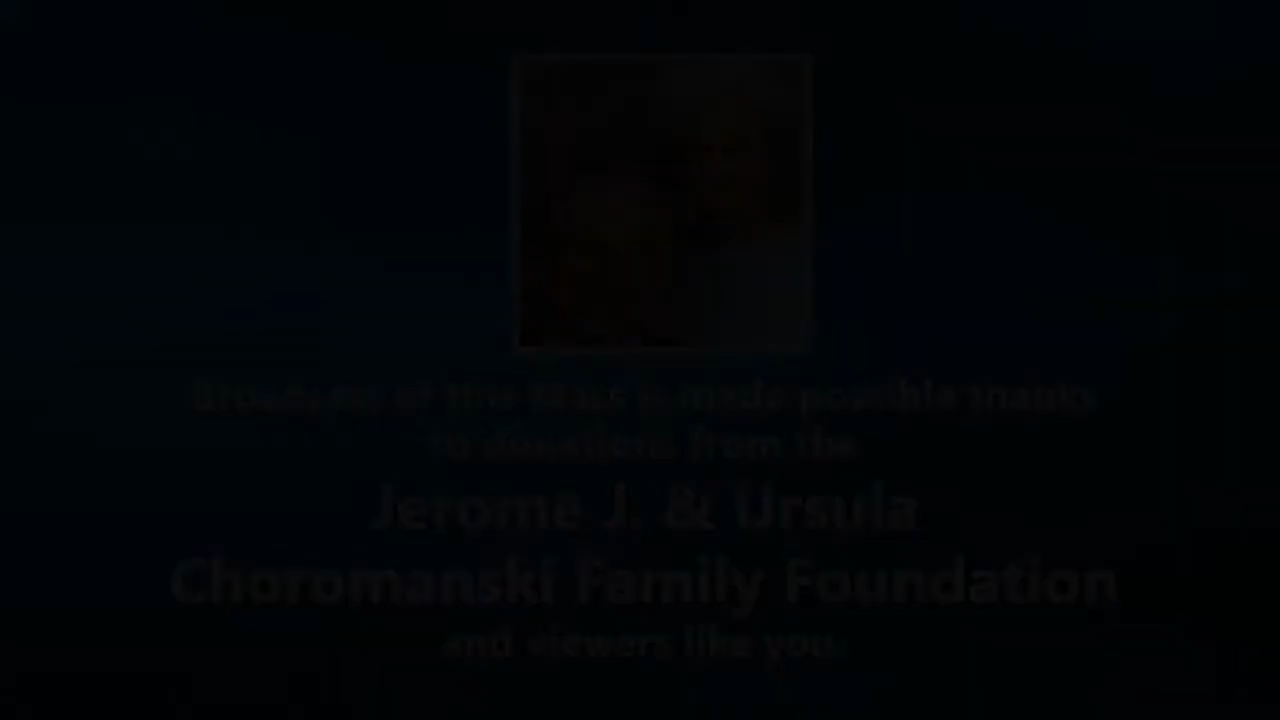 Broadcast of the Mass is made possible thanks
to donations from the
Jerome J. & Ursula
Choromanski Family Foundation
and viewers like you.